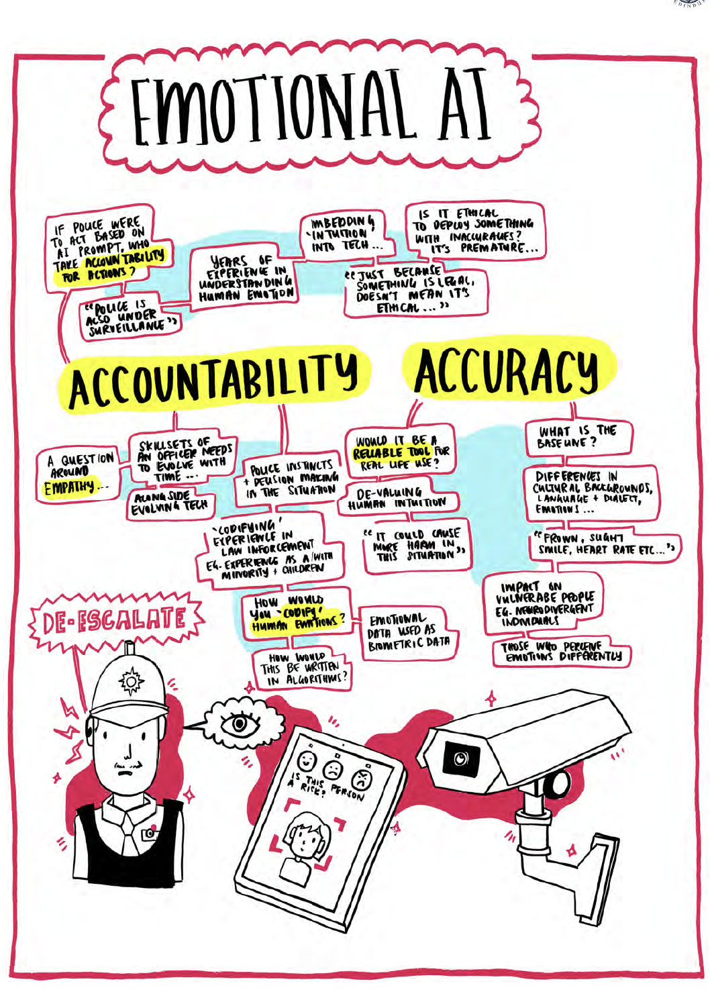 EDINBU
EMOTIONAL AI
IF POLICE WERE
TO ACT BASED ON
AI PROMPT, WHO
TAKE ACCOUNTABILITY
FOR ACTIONS?
"POLICE IS
ALSO UNDER
SURVEILLANCE"
YEARS OF
EXPERIENCE IN
UNDERSTANDING
HUMAN EMOTION
IMBEDDING
'INTUITION'
INTO TECH...
IS IT ETHICAL
TO DEPLOY SOMETHING
WITH INACCURACIES?
IT'S PREMATURE...
"JUST BECAUSE
SOMETHING IS LEGAL,
DOESN'T MEAN IT'S
ETHICAL..."
ACCOUNTABILITY
A QUESTION
AROUND
EMPATHY...
SKILLSETS OF
AN OFFICER NEEDS
TO EVOLVE WITH
TIME...
ALONGSIDE
EVOLVING TECH
POLICE INSTINCTS
+ DECISION MAKING
IN THE SITUATION
'CODIFYING'
EXPERIENCE IN
LAW INFORCEMENT
EG. EXPERIENCE AS A/WITH
MINORITY + CHILDREN
HOW WOULD
YOU 'CODIFY'
HUMAN EMOTIONS?
EMOTIONAL
DATA USED AS
BIOMETRIC DATA
HOW WOULD
THIS BE WRITTEN
IN ALGORITHMS?
ACCURACY
WOULD IT BE A
RELIABLE TOOL FOR
REAL LIFE USE?
DE-VALUING
HUMAN INTUITION
"IT COULD CAUSE
MORE HARM IN
THIS SITUATION"
WHAT IS THE
BASELINE?
DIFFERENCES IN
CULTURAL BACKGROUNDS,
LANGUAGE + DIALECT,
EMOTIONS...
"FROWN, SLIGHT
SMILE, HEART RATE ETC..."
IMPACT ON
VULNERABE PEOPLE
EG. NEURODIVERGENT
INDIVIDUALS
THOSE WHO PERCEIVE
EMOTIONS DIFFERENTLY
DE-ESCALATE
IS THIS PERSON
A RISK?